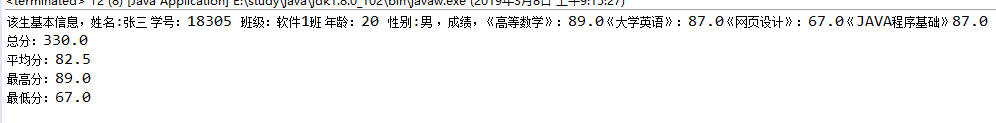 <terminated> T2 (8) [Java Application] E:\study\java\jdk1.8.0_102\bin\javaw.exe (2019年3月8日 上午9:15:27)
该生基本信息，姓名:张三 学号：18305 班级：软件1班 年龄：20 性别:男 ，成绩，《高等数学》：89.0《大学英语》：87.0《网页设计》：67.0《JAVA程序基础》87.0
总分：330.0
平均分：82.5
最高分：89.0
最低分：67.0